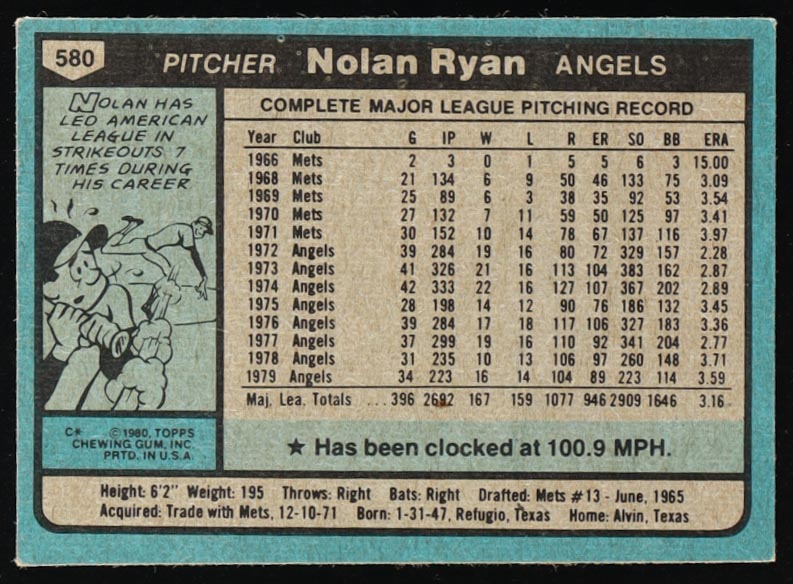 580
PITCHER Nolan Ryan ANGELS
NOLAN HAS
LED AMERICAN
LEAGUE IN
STRIKEOUTS 7
TIMES DURING
HIS CAREER
COMPLETE MAJOR LEAGUE PITCHING RECORD
Year Club G IP W L R ER SO BB ERA
1966 Mets 2 3 0 1 5 5 6 3 15.00
1968 Mets 21 134 6 9 50 46 133 75 3.09
1969 Mets 25 89 6 3 38 35 92 53 3.54
1970 Mets 27 132 7 11 59 50 125 97 3.41
1971 Mets 30 152 10 14 78 67 137 116 3.97
1972 Angels 39 284 19 16 80 72 329 157 2.28
1973 Angels 41 326 21 16 113 104 383 162 2.87
1974 Angels 42 333 22 16 127 107 367 202 2.89
1975 Angels 28 198 14 12 90 76 186 132 3.45
1976 Angels 39 284 17 18 117 106 327 183 3.36
1977 Angels 37 299 19 16 110 92 341 204 2.77
1978 Angels 31 235 10 13 106 97 260 148 3.71
1979 Angels 34 223 16 14 104 89 223 114 3.59
Maj. Lea. Totals ... 396 2692 167 159 1077 946 2909 1646 3.16
C* © 1980, TOPPS
CHEWING GUM, INC.
PRTD. IN U.S.A.
★ Has been clocked at 100.9 MPH.
Height: 6'2" Weight: 195 Throws: Right Bats: Right Drafted: Mets #13 - June, 1965
Acquired: Trade with Mets, 12-10-71 Born: 1-31-47, Refugio, Texas Home: Alvin, Texas